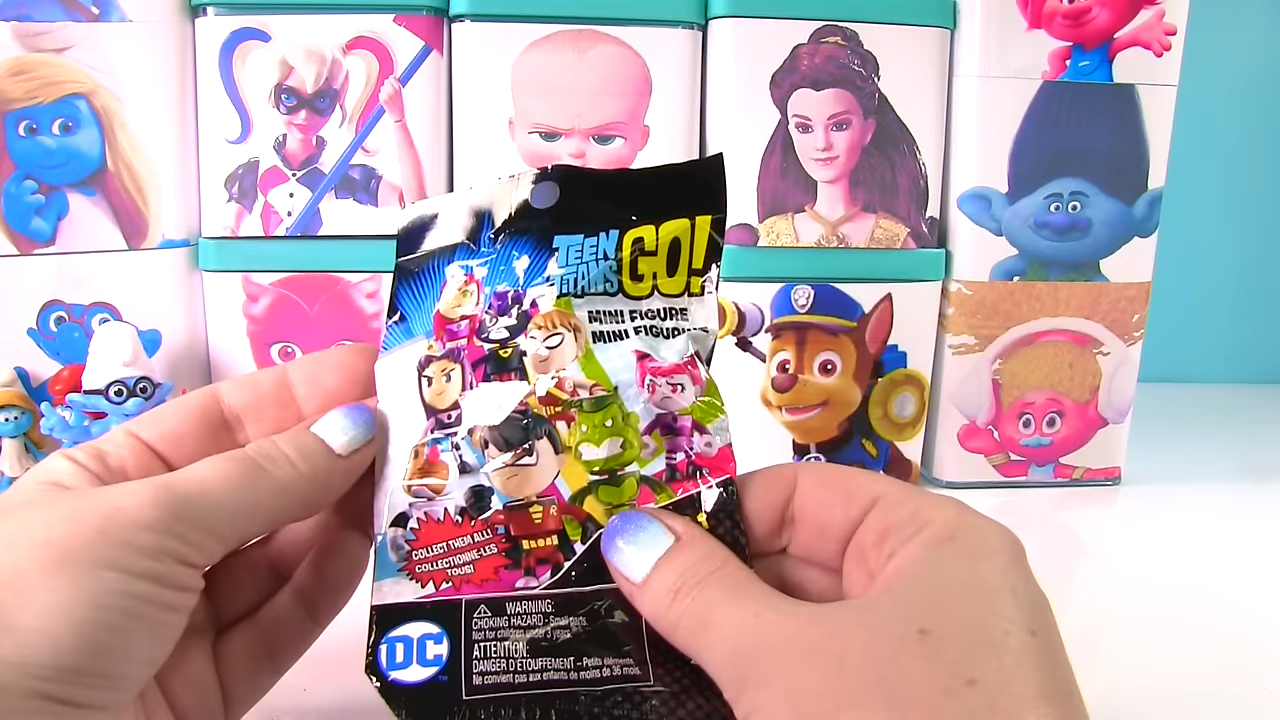 TEEN
TITANS
GO!
MINI FIGURE
MINI FIGURINE
R
COLLECT THEM ALL!
COLLECTIONNE-LES
TOUS!
DC
WARNING:
CHOKING HAZARD - Small parts.
Not for children under 3 years.
ATTENTION:
DANGER D'ÉTOUFFEMENT - Petits éléments.
Ne convient pas aux enfants de moins de 36 mois.